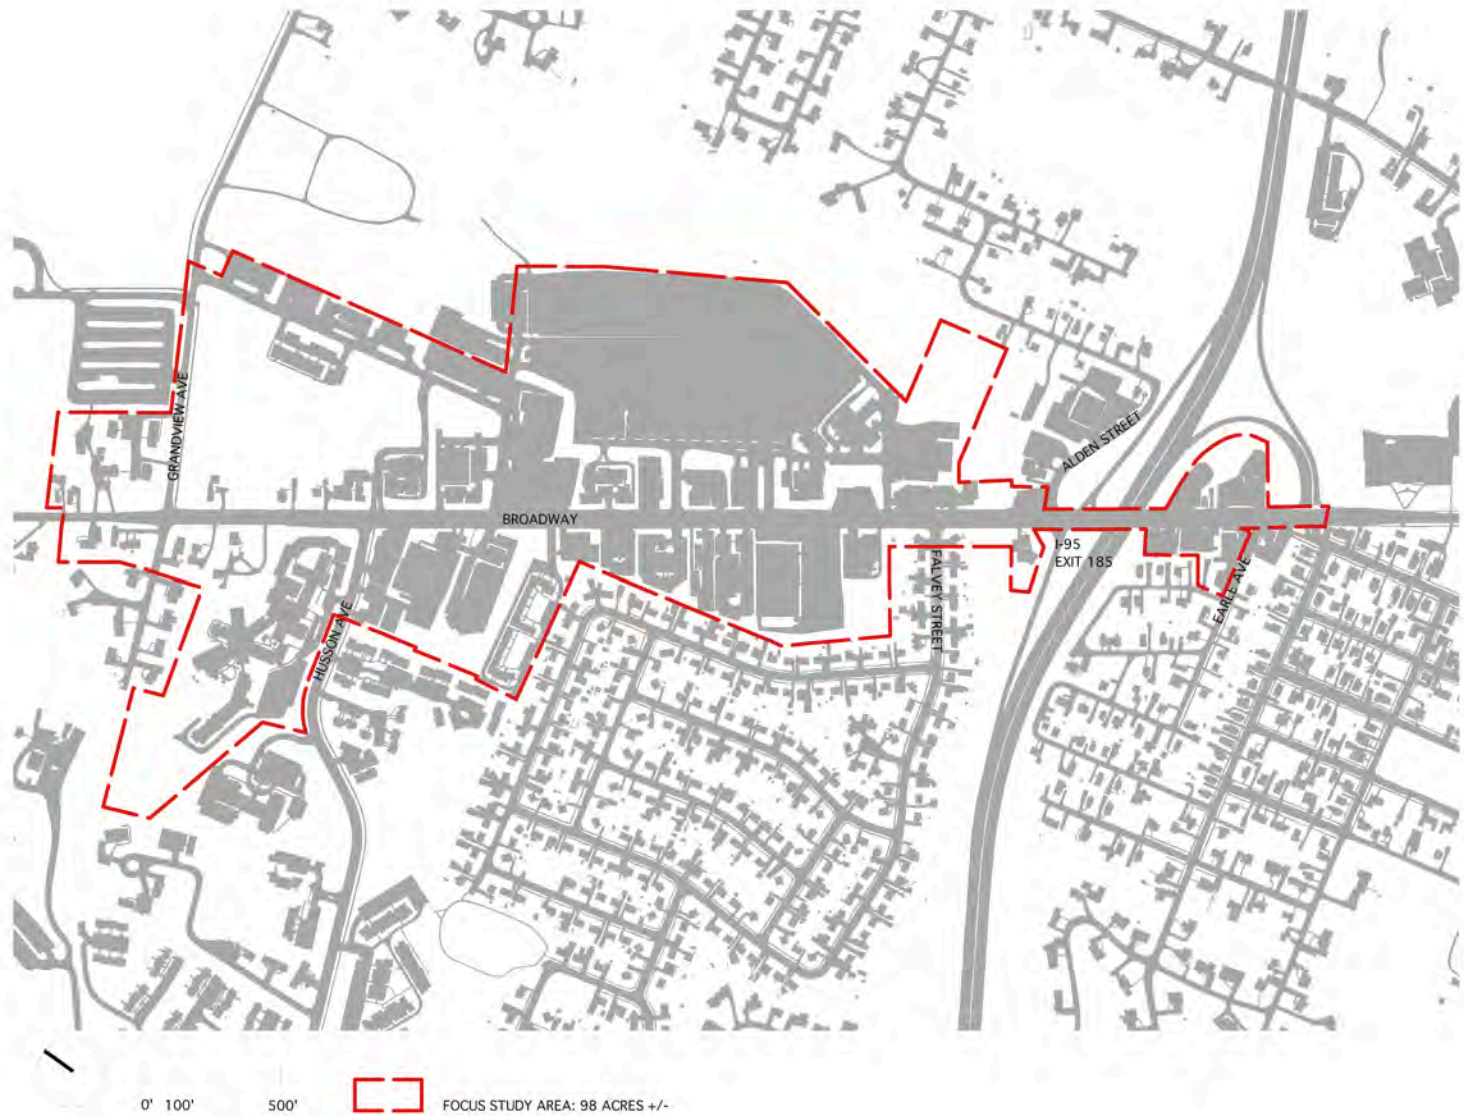 GRANDVIEW AVE
ALDEN STREET
BROADWAY
I-95
EXIT 185
FALVEY STREET
EARLE AVE
HUSSON AVE
0' 100' 500'
FOCUS STUDY AREA: 98 ACRES +/-